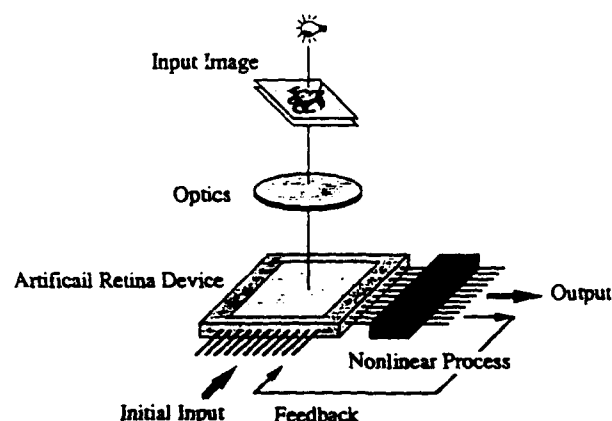 Input Image
Optics
Artificail Retina Device
Output
Nonlinear Process
Initial Input
Feedback